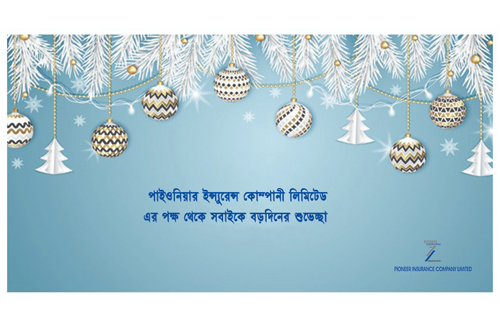 পাইওনিয়ার ইন্স্যুরেন্স কোম্পানী লিমিটেড
এর পক্ষ থেকে সবাইকে বড়দিনের শুভেচ্ছা
PIONEER INSURANCE COMPANY LIMITED